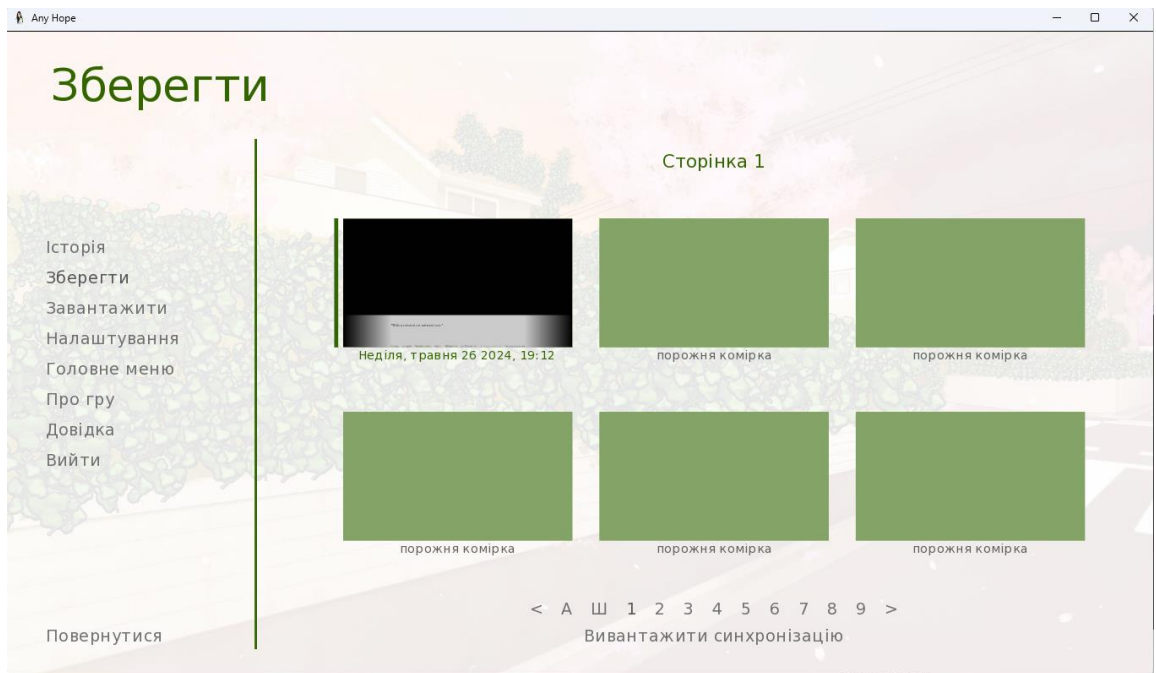 Any Hope
Зберегти
Історія
Зберегти
Завантажити
Налаштування
Головне меню
Про гру
Довідка
Вийти
Повернутися
Сторінка 1
Неділя, травня 26 2024, 19:12
порожня комірка
порожня комірка
порожня комірка
порожня комірка
порожня комірка
< А Ш 1 2 3 4 5 6 7 8 9 >
Вивантажити синхронізацію